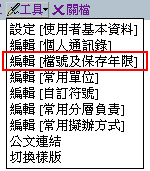 工具▾ 關檔
設定 [使用者基本資料]
編輯 [個人通訊錄]
編輯 [檔號及保存年限]
編輯 [常用單位]
編輯 [自訂符號]
編輯 [常用分層負責]
編輯 [常用擬辦方式]
公文連結
切換樣版